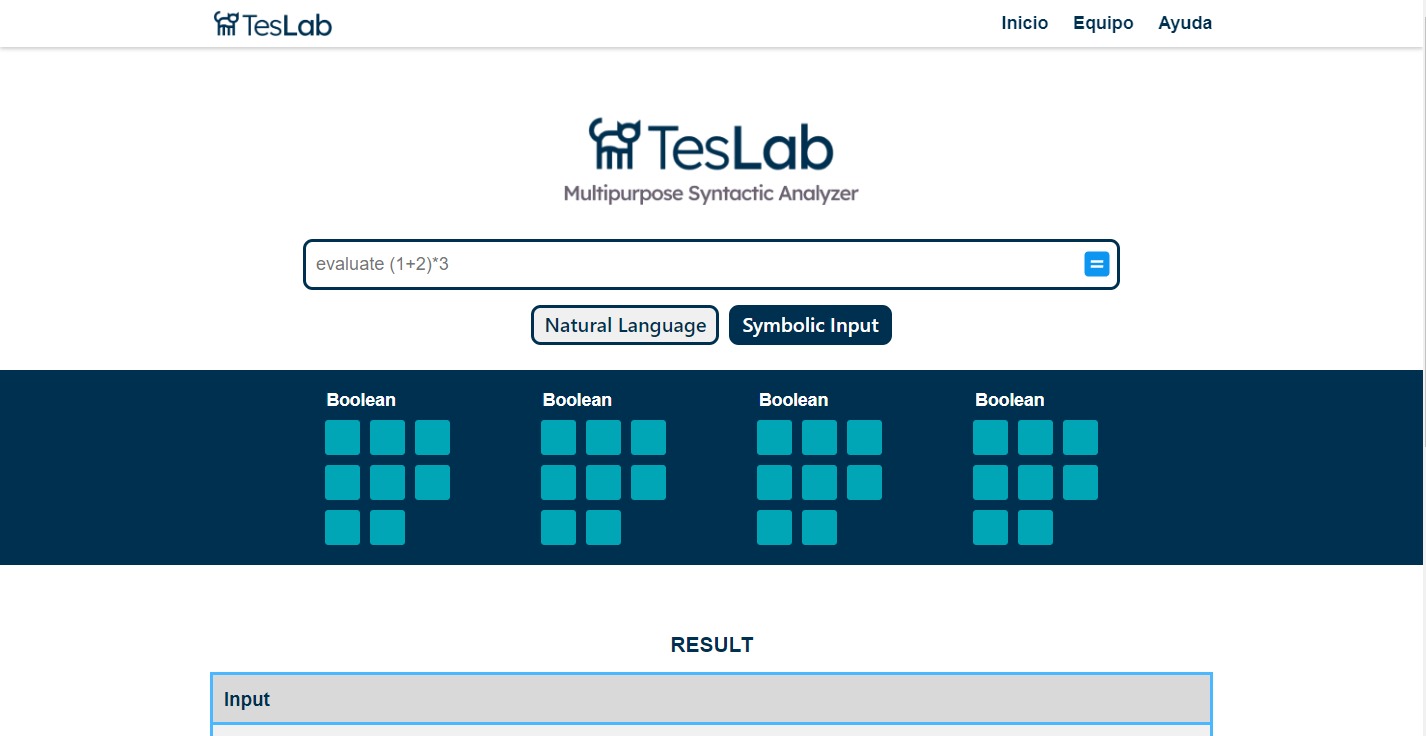 TesLab
Inicio Equipo Ayuda
TesLab
Multipurpose Syntactic Analyzer
evaluate (1+2)*3
Natural Language Symbolic Input
Boolean Boolean Boolean Boolean
RESULT
Input